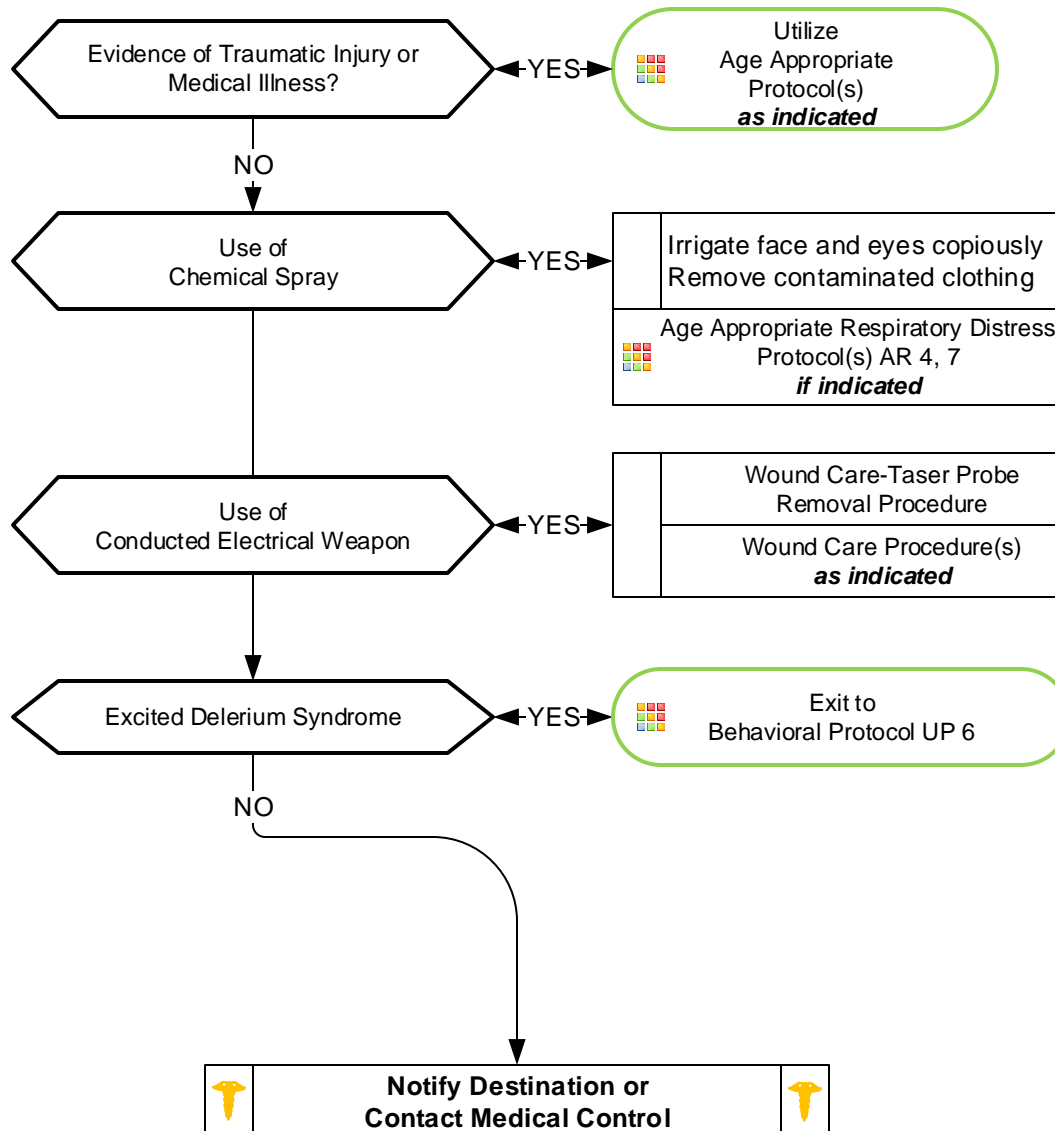 Evidence of Traumatic Injury or
Medical Illness?
YES
Utilize
Age Appropriate
Protocol(s)
as indicated
NO
Use of
Chemical Spray
YES
Irrigate face and eyes copiously
Remove contaminated clothing
Age Appropriate Respiratory Distress
Protocol(s) AR 4, 7
if indicated
Use of
Conducted Electrical Weapon
YES
Wound Care-Taser Probe
Removal Procedure
Wound Care Procedure(s)
as indicated
Excited Delerium Syndrome
YES
Exit to
Behavioral Protocol UP 6
NO
Notify Destination or
Contact Medical Control